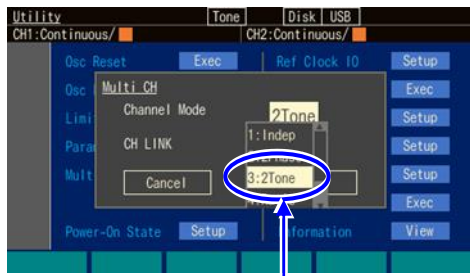 Utility Tone Disk USB
CH1:Continuous/ CH2:Continuous/
Osc Reset Exec Ref Clock IO Setup
Osc Exec
Multi CH
Limi Channel Mode 2Tone Setup
1:Indep
Para CH LINK Setup
Mult Cancel 3:2Tone Setup
Exec
Power-On State Setup formation View